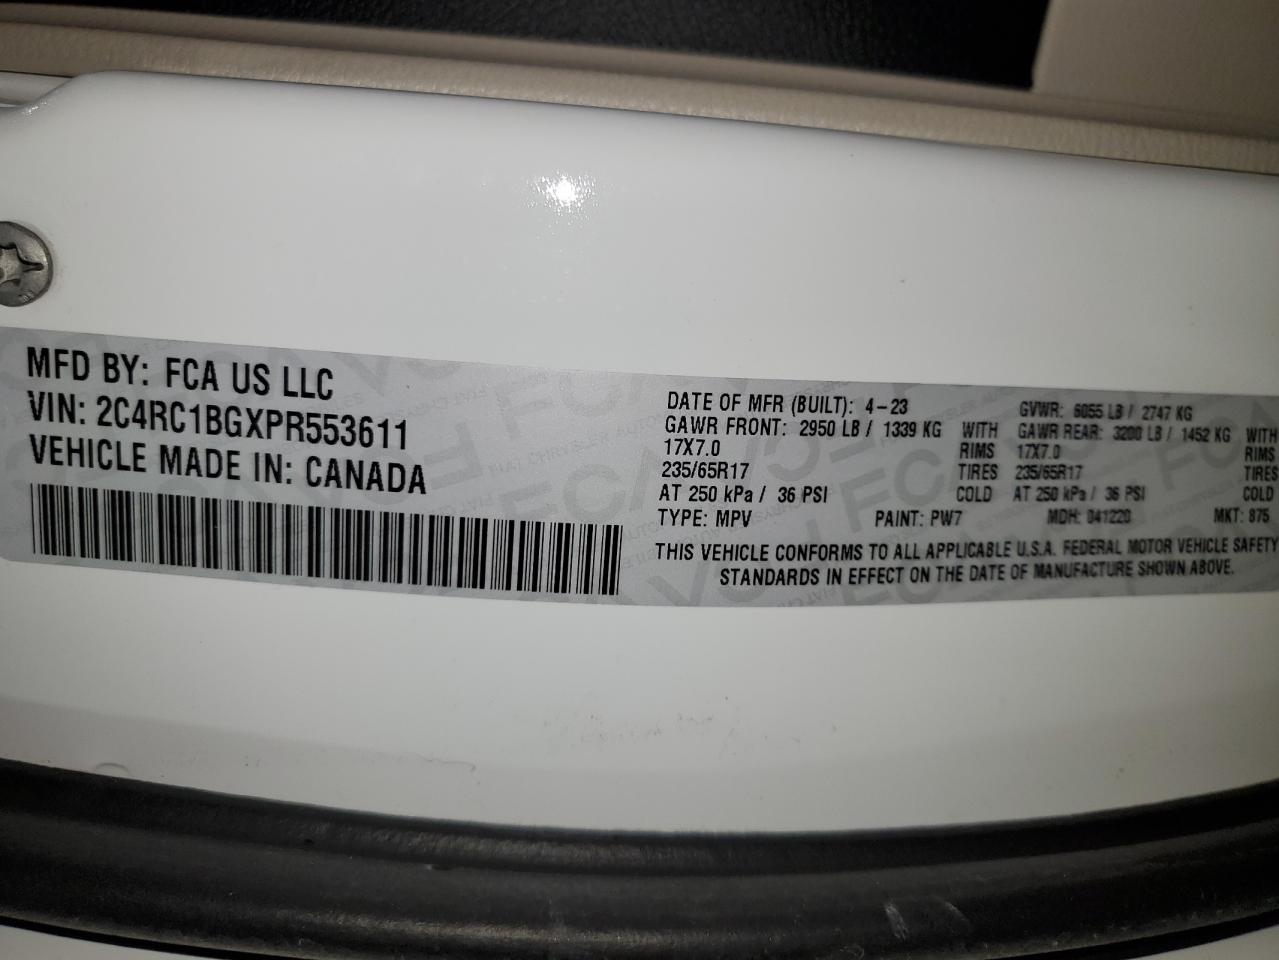 MFD BY: FCA US LLC
VIN: 2C4RC1BGXPR553611
VEHICLE MADE IN: CANADA
DATE OF MFR (BUILT): 4-23 GVWR: 6055 LB / 2747 KG
GAWR FRONT: 2950 LB / 1339 KG WITH GAWR REAR: 3200 LB / 1452 KG WITH
17X7.0 RIMS 17X7.0 RIMS
235/65R17 TIRES 235/65R17 TIRES
AT 250 kPa / 36 PSI COLD AT 250 kPa / 36 PSI COLD
TYPE: MPV PAINT: PW7 MDH: 041220 MKT: 875
THIS VEHICLE CONFORMS TO ALL APPLICABLE U.S.A. FEDERAL MOTOR VEHICLE SAFETY
STANDARDS IN EFFECT ON THE DATE OF MANUFACTURE SHOWN ABOVE.